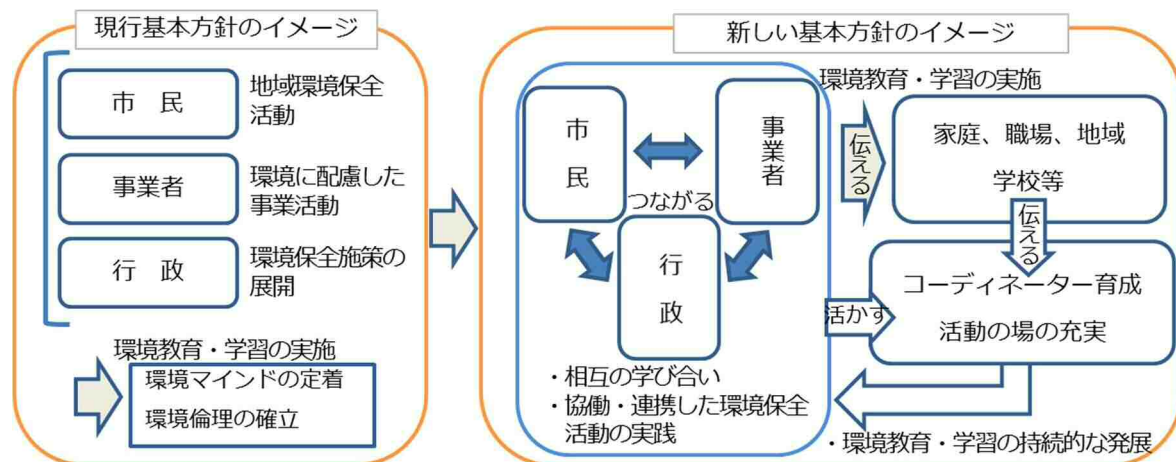 現行基本方針のイメージ
市　民
地域環境保全
活動
事業者
環境に配慮した
事業活動
行　政
環境保全施策の
展開
環境教育・学習の実施
環境マインドの定着
環境倫理の確立
新しい基本方針のイメージ
市民
事業者
つながる
行政
・相互の学び合い
・協働・連携した環境保全
活動の実践
環境教育・学習の実施
伝える
家庭、職場、地域
学校等
伝える
活かす
コーディネーター育成
活動の場の充実
・環境教育・学習の持続的な発展